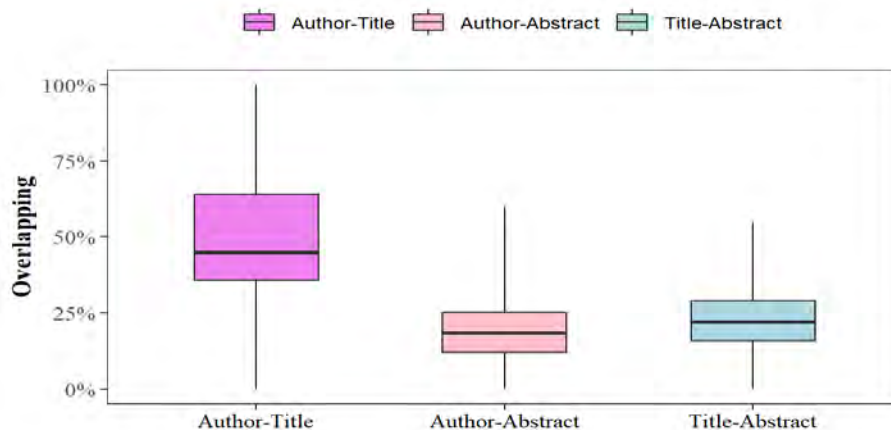 Author-Title Author-Abstract Title-Abstract
Overlapping
100%
75%
50%
25%
0%
Author-Title Author-Abstract Title-Abstract